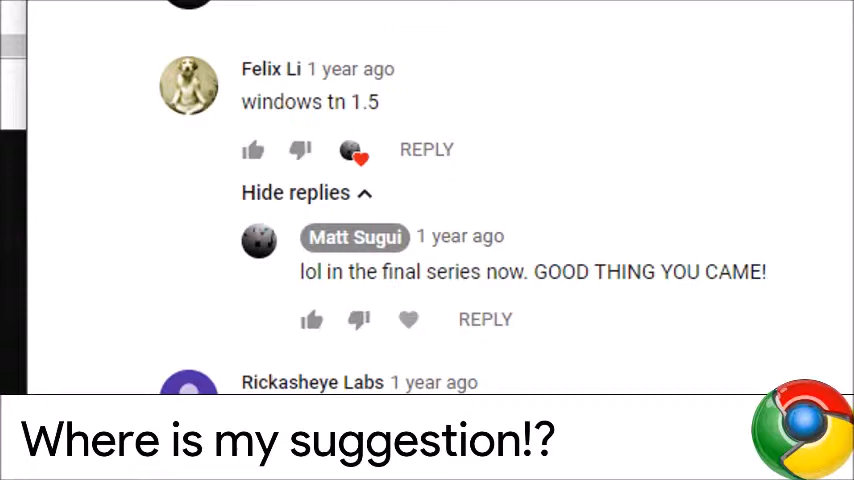 Felix Li 1 year ago
windows tn 1.5
REPLY
Hide replies
Matt Sugui 1 year ago
lol in the final series now. GOOD THING YOU CAME!
REPLY
Rickasheye Labs 1 year ago
Where is my suggestion!?